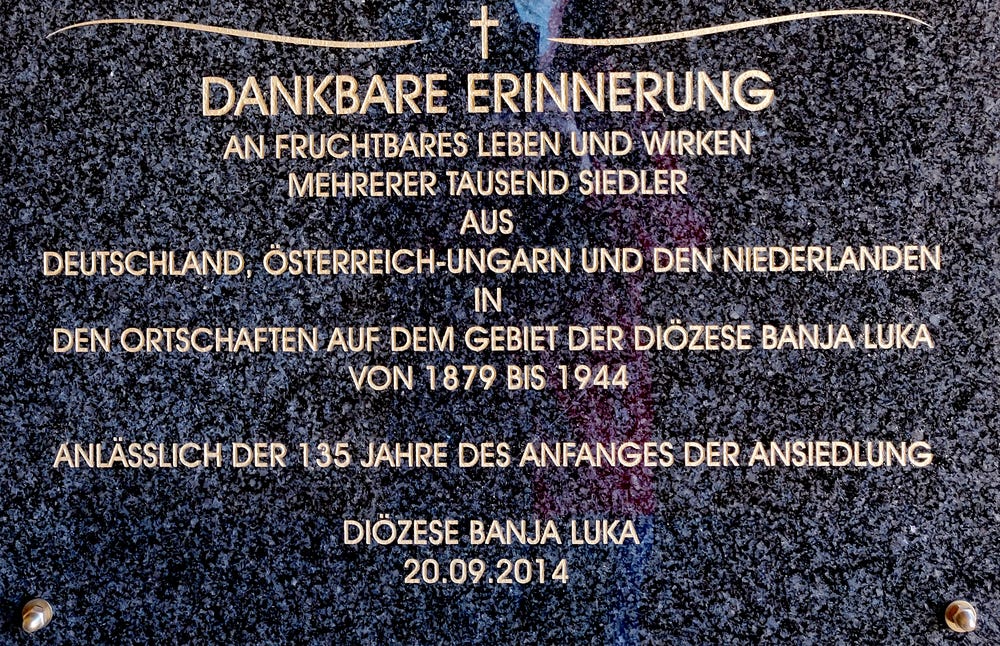 DANKBARE ERINNERUNG
AN FRUCHTBARES LEBEN UND WIRKEN
MEHRERER TAUSEND SIEDLER
AUS
DEUTSCHLAND, ÖSTERREICH-UNGARN UND DEN NIEDERLANDEN
IN
DEN ORTSCHAFTEN AUF DEM GEBIET DER DIÖZESE BANJA LUKA
VON 1879 BIS 1944
ANLÄSSLICH DER 135 JAHRE DES ANFANGES DER ANSIEDLUNG
DIÖZESE BANJA LUKA
20.09.2014